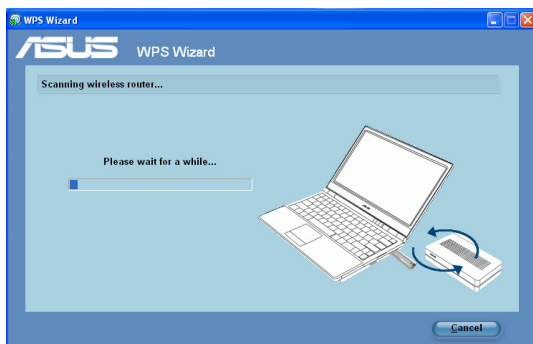 WPS Wizard
ASUS WPS Wizard
Scanning wireless router...
Please wait for a while...
Cancel